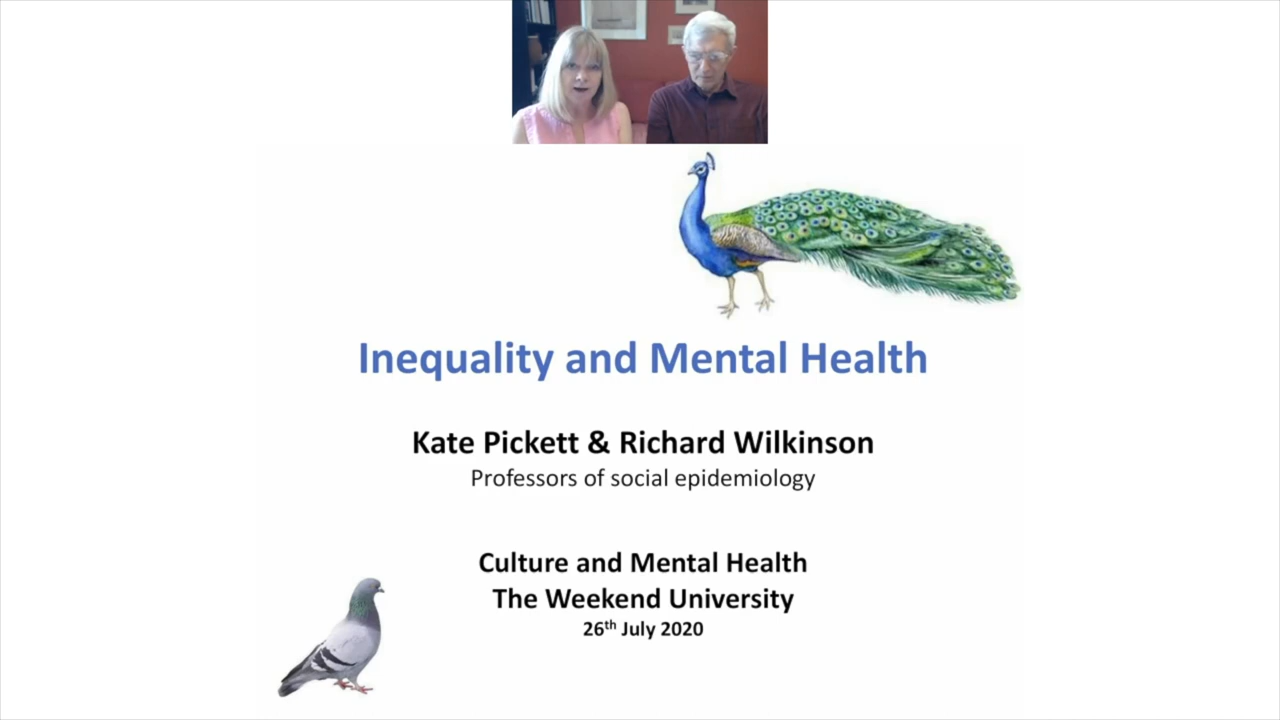 Inequality and Mental Health
Kate Pickett & Richard Wilkinson
Professors of social epidemiology
Culture and Mental Health
The Weekend University
26th July 2020